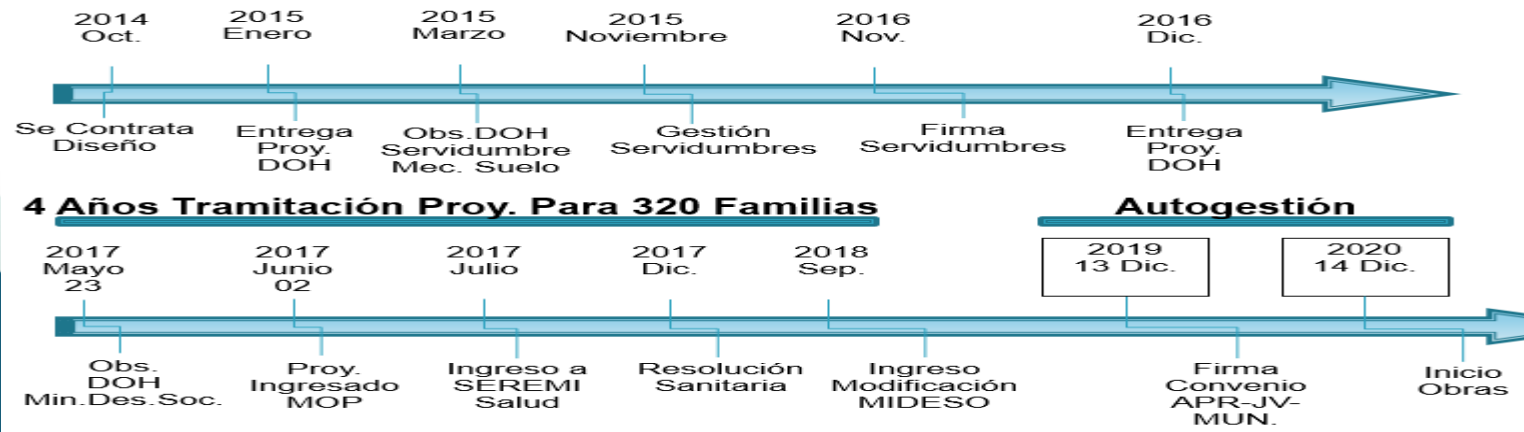 2014
Oct.
2015
Enero
2015
Marzo
2015
Noviembre
2016
Nov.
2016
Dic.
Se Contrata
Diseño
Entrega
Proy.
DOH
Obs.DOH
Servidumbre
Mec. Suelo
Gestión
Servidumbres
Firma
Servidumbres
Entrega
Proy.
DOH
4 Años Tramitación Proy. Para 320 Familias
Autogestión
2017
Mayo
23
2017
Junio
02
2017
Julio
2017
Dic.
2018
Sep.
2019
13 Dic.
2020
14 Dic.
Obs.
DOH
Min.Des.Soc.
Proy.
Ingresado
MOP
Ingreso a
SEREMI
Salud
Resolución
Sanitaria
Ingreso
Modificación
MIDESO
Firma
Convenio
APR-JV-
MUN.
Inicio
Obras